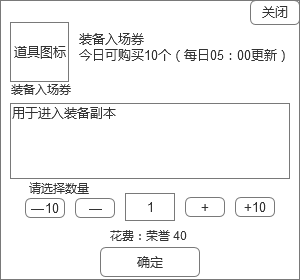 关闭
道具图标
装备入场券
今日可购买10个（每日05：00更新）
装备入场券
用于进入装备副本
请选择数量
—10 — 1 + +10
花费：荣誉 40
确定